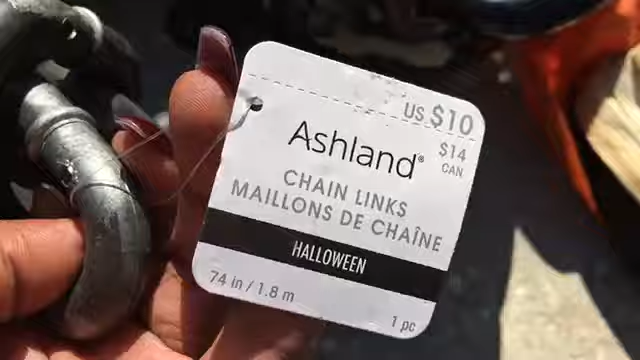 US $10
$14
CAN
Ashland®
CHAIN LINKS
MAILLONS DE CHAÎNE
HALLOWEEN
74 in / 1.8 m
1 pc